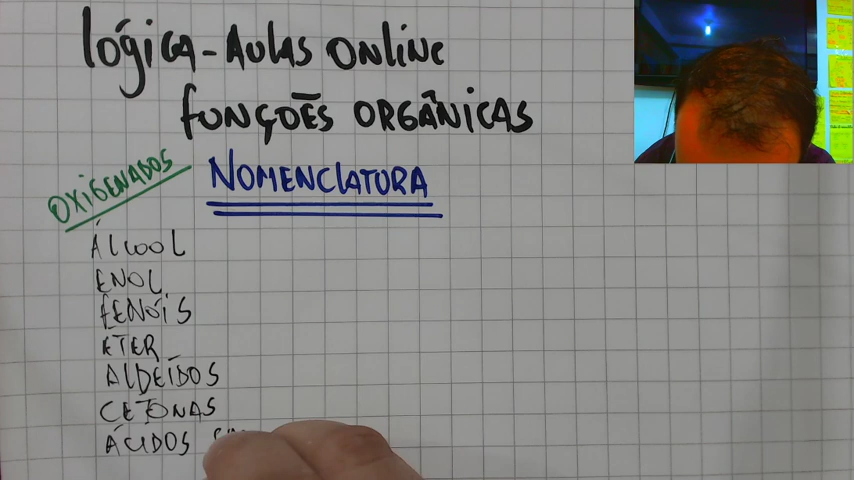 lógica - Aulas Online
funções ORGÂNICAS
OXIGENADOS
NOMENCLATURA
ÁLCOOL
ENOL
FENÓIS
ÉTER
ALDEÍDOS
CETONAS
ÁCIDOS